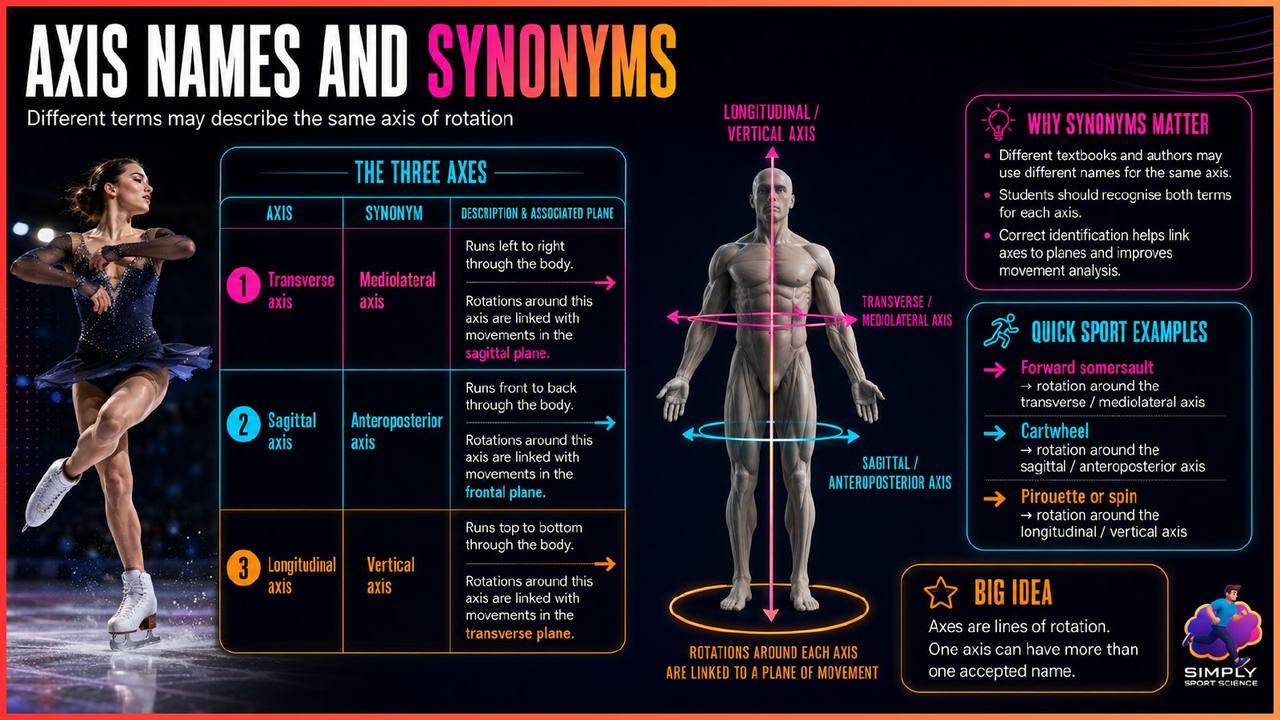 AXIS NAMES AND SYNONYMS
Different terms may describe the same axis of rotation
THE THREE AXES
AXIS
SYNONYM
DESCRIPTION & ASSOCIATED PLANE
1
Transverse
axis
Mediolateral
axis
Runs left to right
through the body.
Rotations around this
axis are linked with
movements in the
sagittal plane.
2
Sagittal
axis
Anteroposterior
axis
Runs front to back
through the body.
Rotations around this
axis are linked with
movements in the
frontal plane.
3
Longitudinal
axis
Vertical
axis
Runs top to bottom
through the body.
Rotations around this
axis are linked with
movements in the
transverse plane.
LONGITUDINAL /
VERTICAL AXIS
TRANSVERSE /
MEDIOLATERAL AXIS
SAGITTAL /
ANTEROPOSTERIOR AXIS
ROTATIONS AROUND EACH AXIS
ARE LINKED TO A PLANE OF MOVEMENT
WHY SYNONYMS MATTER
• Different textbooks and authors may
use different names for the same axis.
• Students should recognise both terms
for each axis.
• Correct identification helps link
axes to planes and improves
movement analysis.
QUICK SPORT EXAMPLES
Forward somersault
→ rotation around the
transverse / mediolateral axis
Cartwheel
→ rotation around the
sagittal / anteroposterior axis
Pirouette or spin
→ rotation around the
longitudinal / vertical axis
BIG IDEA
Axes are lines of rotation.
One axis can have more than
one accepted name.
SIMPLY
SPORT SCIENCE